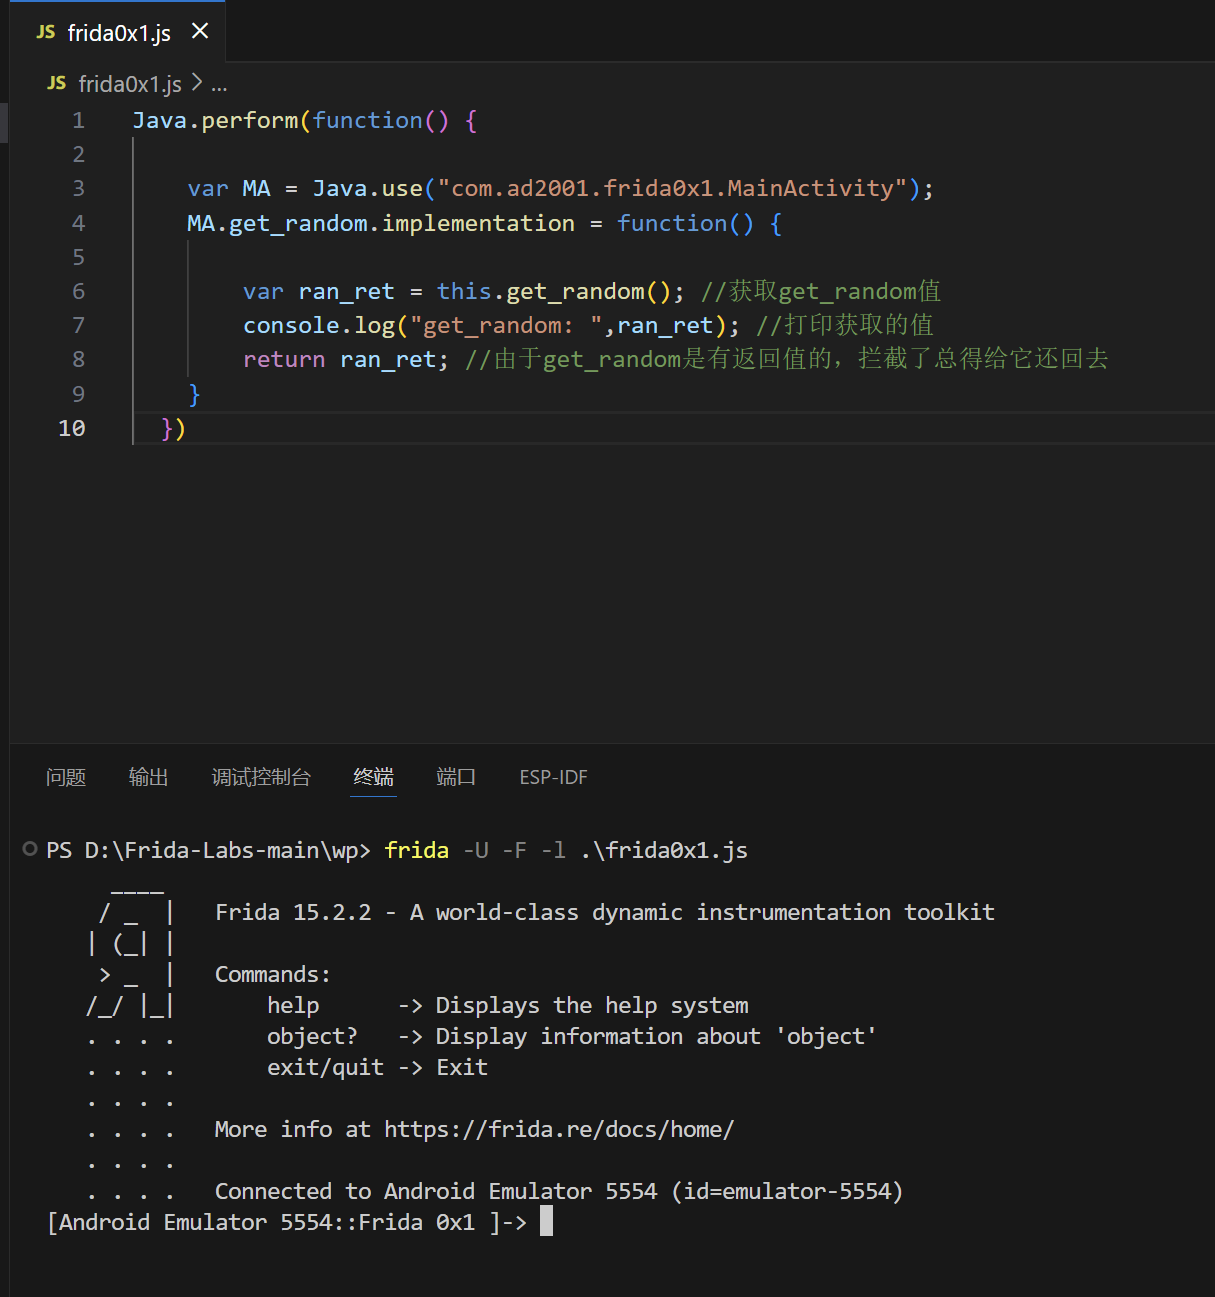 JS frida0x1.js ×
JS frida0x1.js > ...
1 Java.perform(function() {
2
3 var MA = Java.use("com.ad2001.frida0x1.MainActivity");
4 MA.get_random.implementation = function() {
5
6 var ran_ret = this.get_random(); //获取get_random值
7 console.log("get_random: ",ran_ret); //打印获取的值
8 return ran_ret; //由于get_random是有返回值的，拦截了总得给它还回去
9 }
10 })
问题 输出 调试控制台 终端 端口 ESP-IDF
PS D:\Frida-Labs-main\wp> frida -U -F -l .\frida0x1.js
     ____
    / _  |   Frida 15.2.2 - A world-class dynamic instrumentation toolkit
   | (_| |
    > _  |   Commands:
   /_/ |_|       help      -> Displays the help system
   . . . .       object?   -> Display information about 'object'
   . . . .       exit/quit -> Exit
   . . . .
   . . . .   More info at https://frida.re/docs/home/
   . . . .
   . . . .   Connected to Android Emulator 5554 (id=emulator-5554)
[Android Emulator 5554::Frida 0x1 ]->